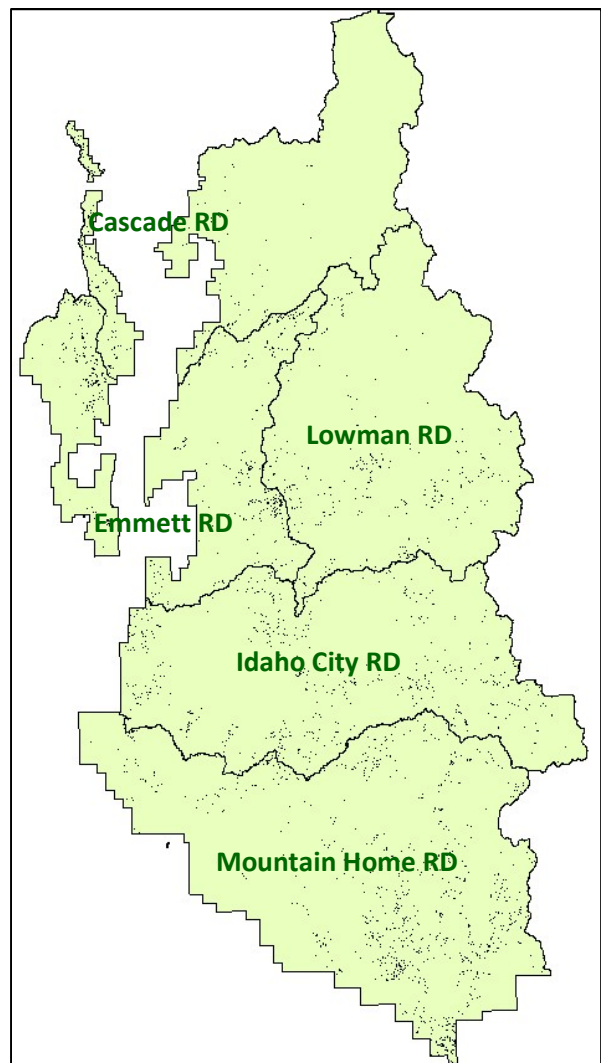 Cascade RD
Lowman RD
Emmett RD
Idaho City RD
Mountain Home RD